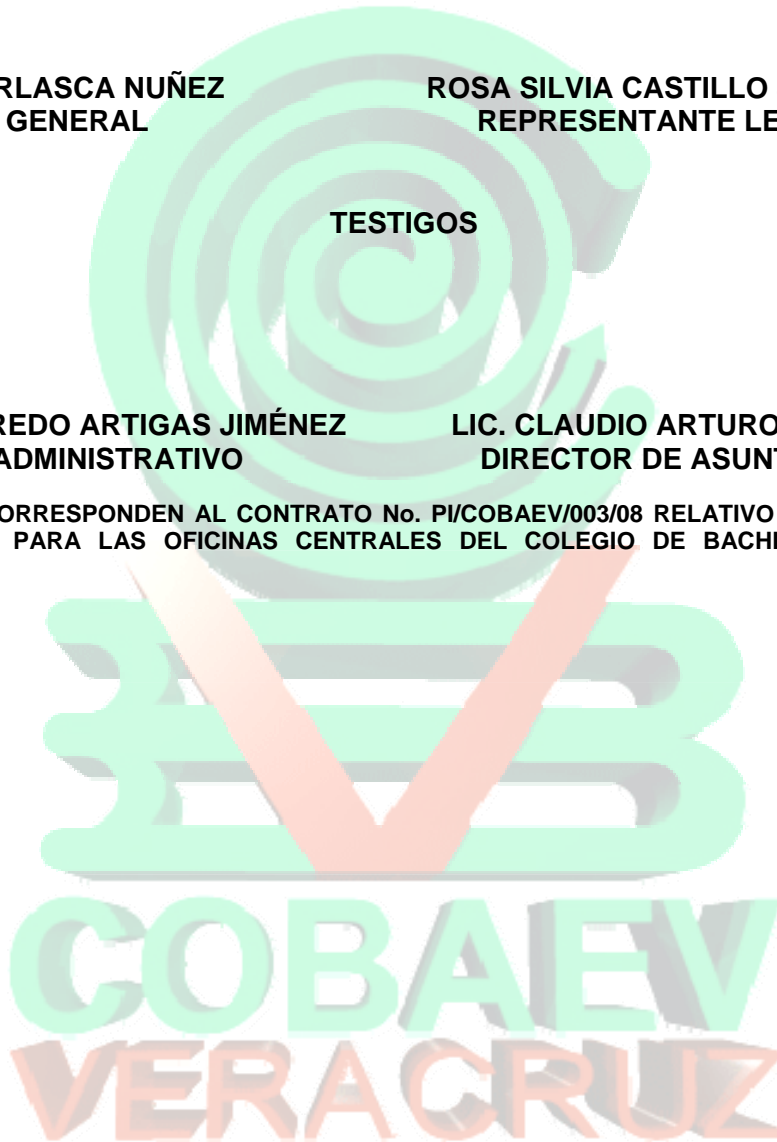 RLASCA NUÑEZ ROSA SILVIA CASTILLO
GENERAL REPRESENTANTE LE
TESTIGOS
REDO ARTIGAS JIMÉNEZ LIC. CLAUDIO ARTURO
ADMINISTRATIVO DIRECTOR DE ASUN
ORRESPONDEN AL CONTRATO No. PI/COBAEV/003/08 RELATIVO
PARA LAS OFICINAS CENTRALES DEL COLEGIO DE BACH
COBAEV
VERACRUZ